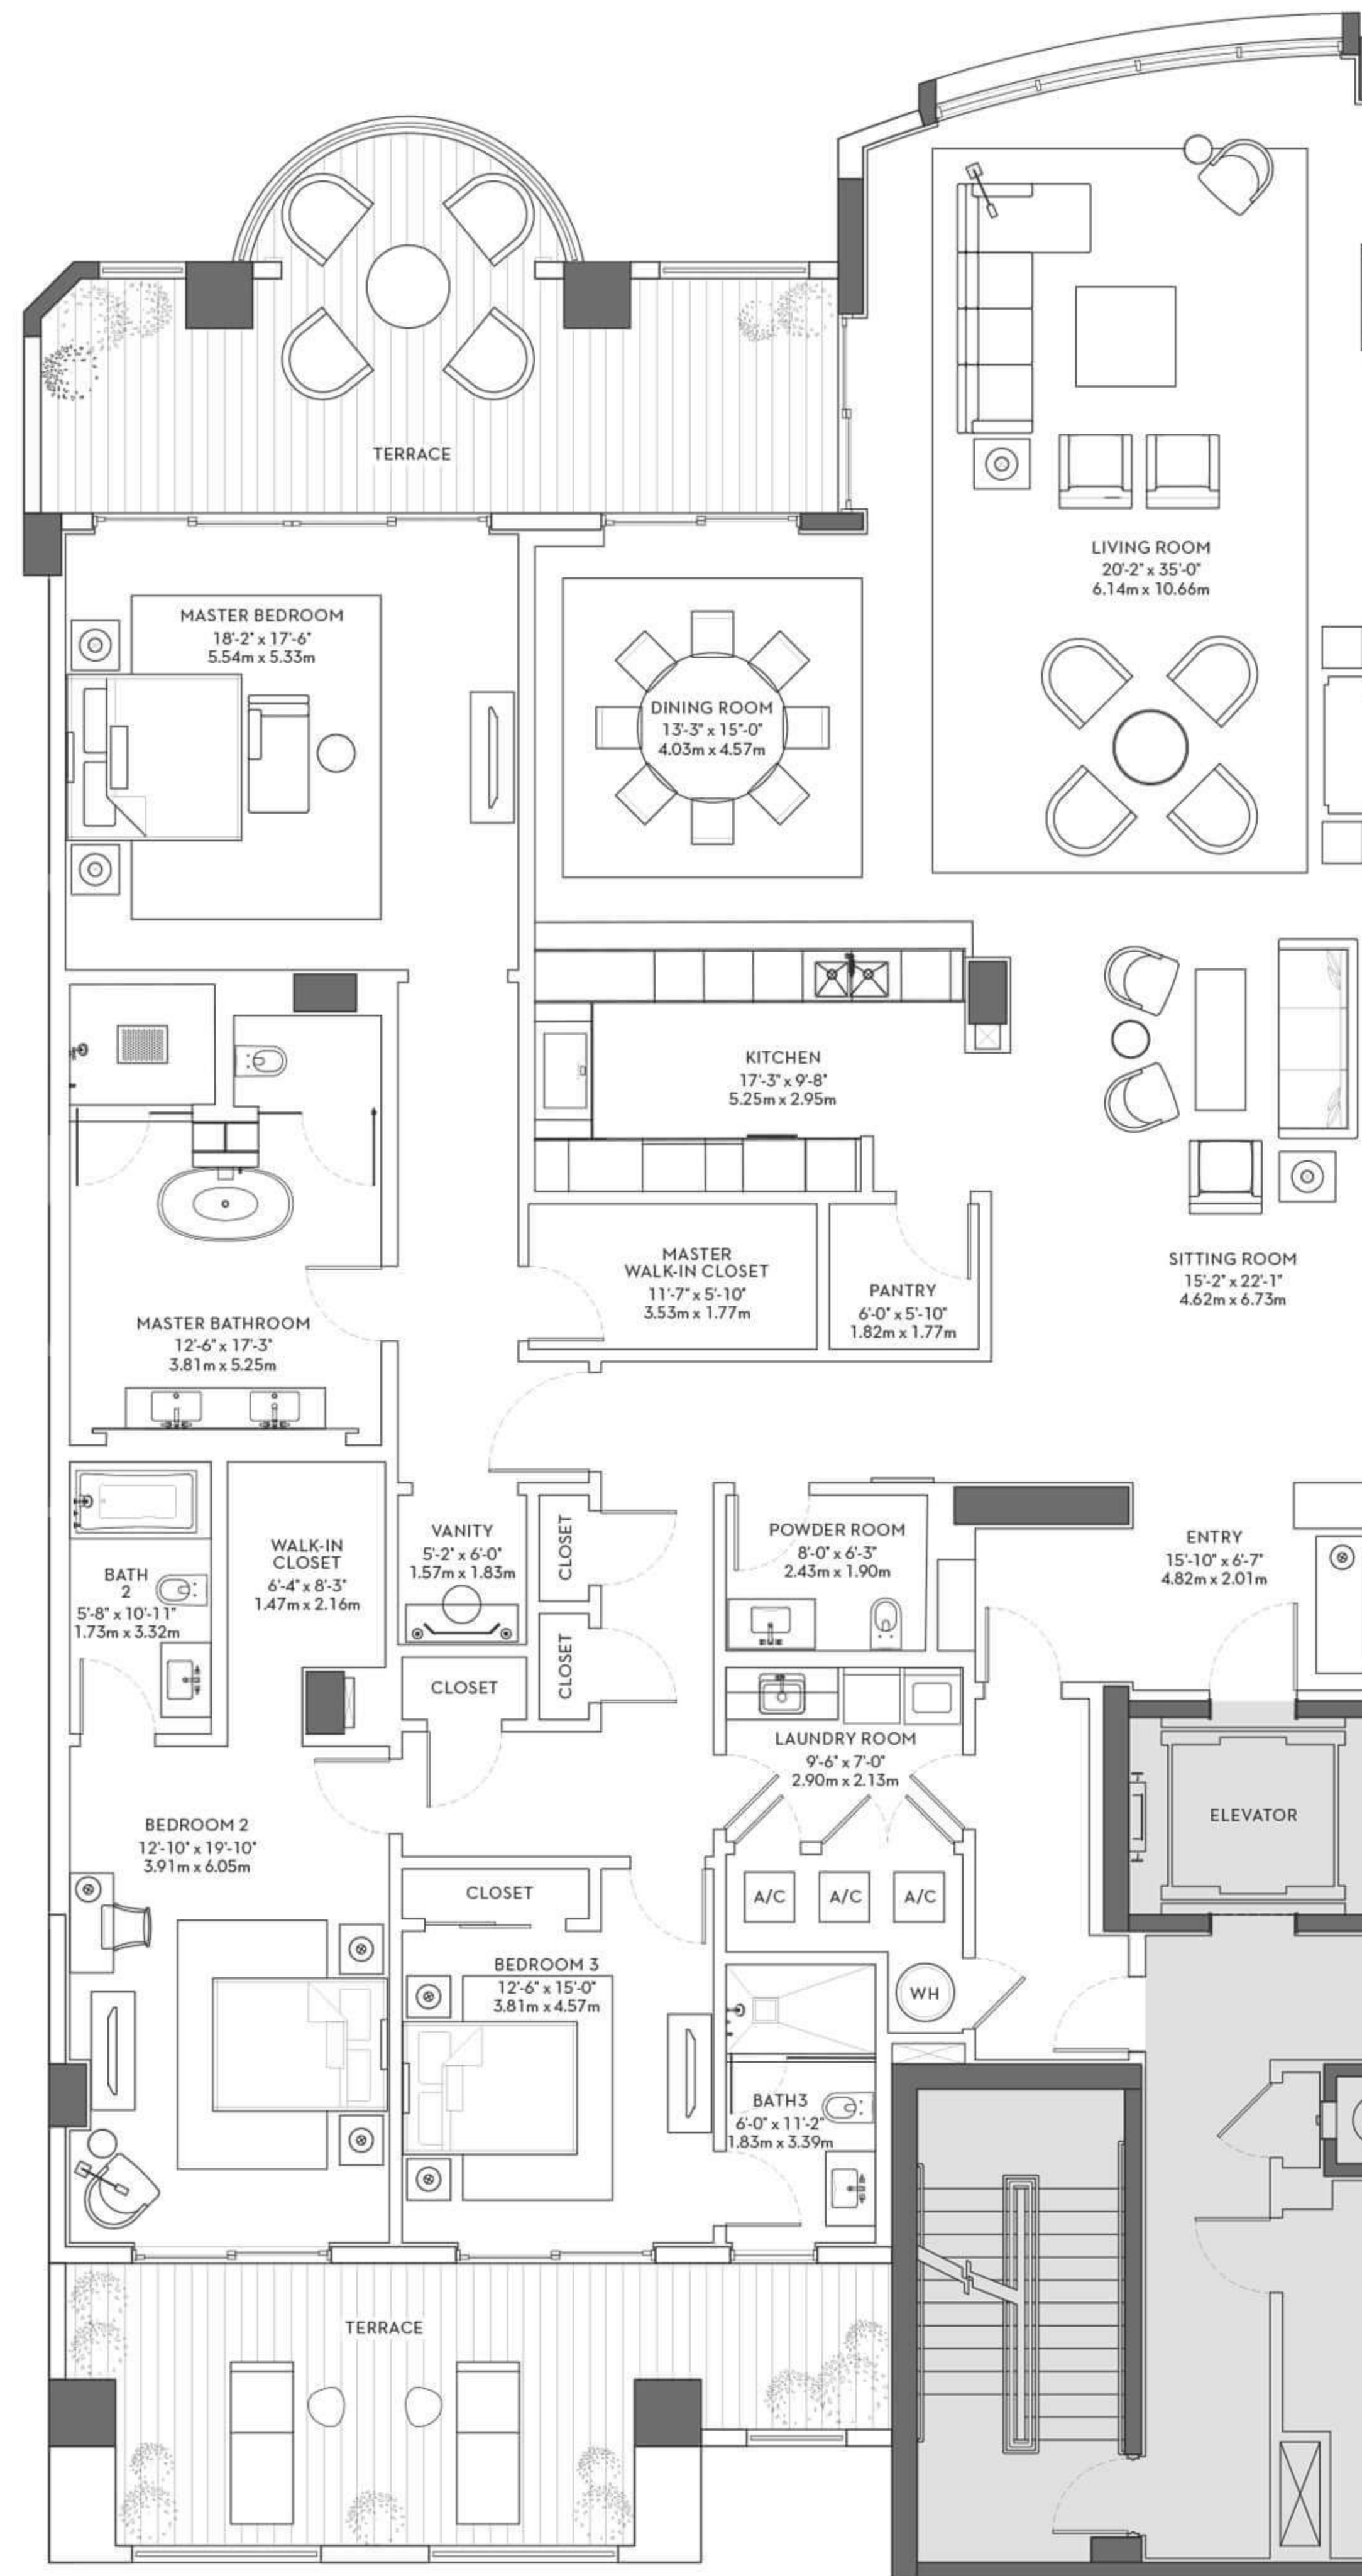 TERRACE
LIVING ROOM
20'-2" x 35'-0"
6.14m x 10.66m
MASTER BEDROOM
18'-2" x 17'-6"
5.54m x 5.33m
DINING ROOM
13'-3" x 15"-0"
4.03m x 4.57m
KITCHEN
17'-3" x 9'-8"
5.25m x 2.95m
MASTER
WALK-IN CLOSET
11'-7" x 5'-10"
3.53m x 1.77m
PANTRY
6'-0" x 5'-10"
1.82m x 1.77m
SITTING ROOM
15'-2" x 22'-1"
4.62m x 6.73m
MASTER BATHROOM
12'-6" x 17'-3"
3.81m x 5.25m
BATH
2
5'-8" x 10'-11"
1.73m x 3.32m
WALK-IN
CLOSET
6'-4" x 8'-3"
1.47m x 2.16m
VANITY
5'-2" x 6'-0"
1.57m x 1.83m
CLOSET
CLOSET
CLOSET
POWDER ROOM
8'-0" x 6'-3"
2.43m x 1.90m
ENTRY
15'-10" x 6'-7"
4.82m x 2.01m
LAUNDRY ROOM
9'-6" x 7'-0"
2.90m x 2.13m
ELEVATOR
BEDROOM 2
12'-10" x 19'-10"
3.91m x 6.05m
CLOSET
A/C
A/C
A/C
BEDROOM 3
12'-6" x 15'-0"
3.81m x 4.57m
WH
BATH3
6'-0" x 11'-2"
1.83m x 3.39m
TERRACE